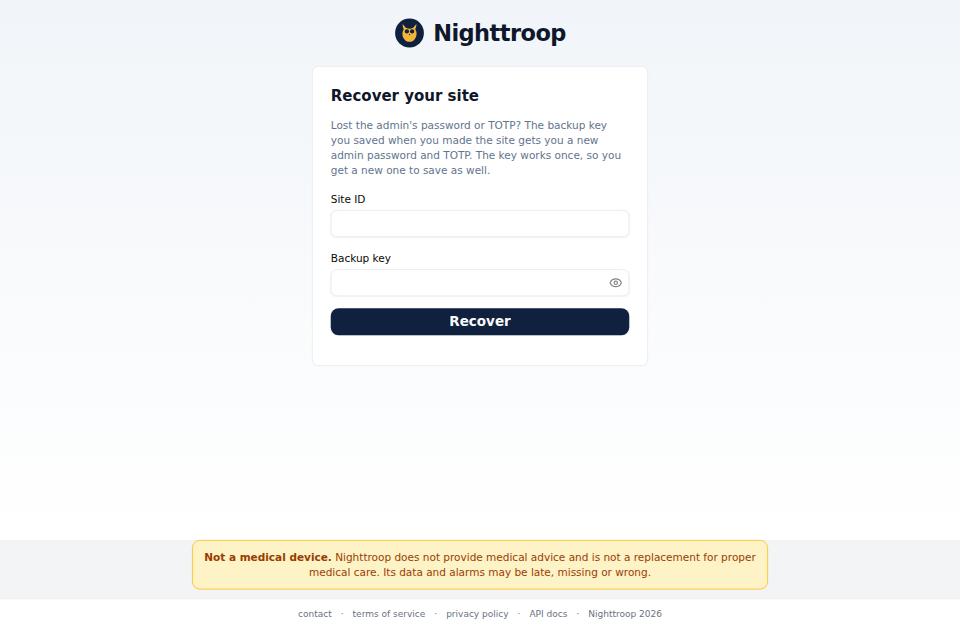 Nighttroop
Recover your site
Lost the admin's password or TOTP? The backup key
you saved when you made the site gets you a new
admin password and TOTP. The key works once, so you
get a new one to save as well.
Site ID
Backup key
Recover
Not a medical device. Nighttroop does not provide medical advice and is not a replacement for proper
medical care. Its data and alarms may be late, missing or wrong.
contact · terms of service · privacy policy · API docs · Nighttroop 2026